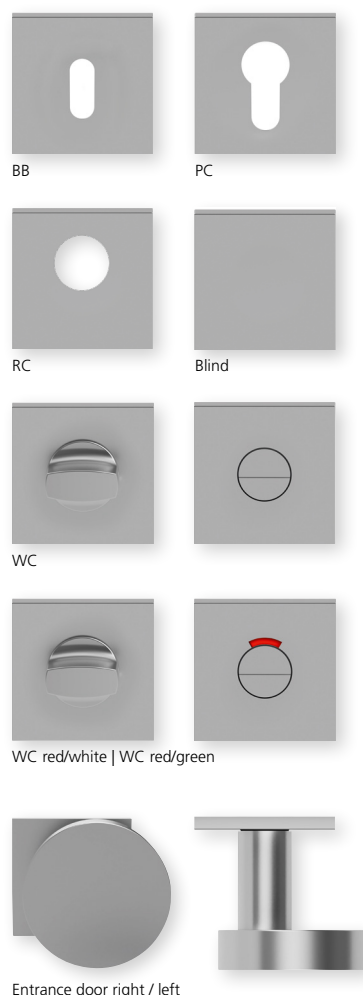 BB
PC
RC
Blind
WC
WC red/white | WC red/green
Entrance door right / left